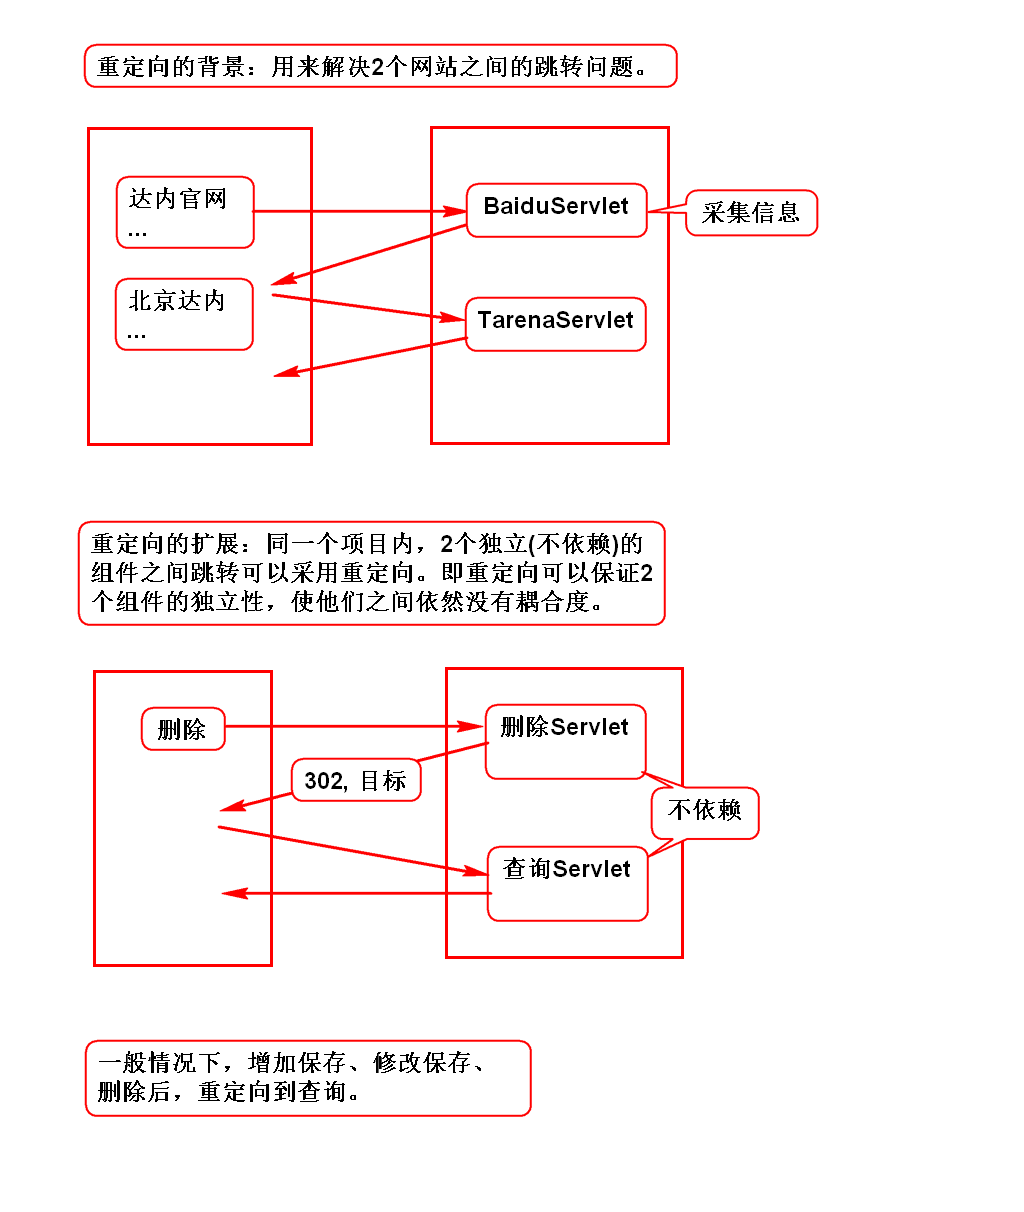 重定向的背景：用来解决2个网站之间的跳转问题。
达内官网
...
BaiduServlet
采集信息
北京达内
...
TarenaServlet
重定向的扩展：同一个项目内，2个独立(不依赖)的
组件之间跳转可以采用重定向。即重定向可以保证2
个组件的独立性，使他们之间依然没有耦合度。
删除
删除Servlet
302, 目标
不依赖
查询Servlet
一般情况下，增加保存、修改保存、
删除后，重定向到查询。